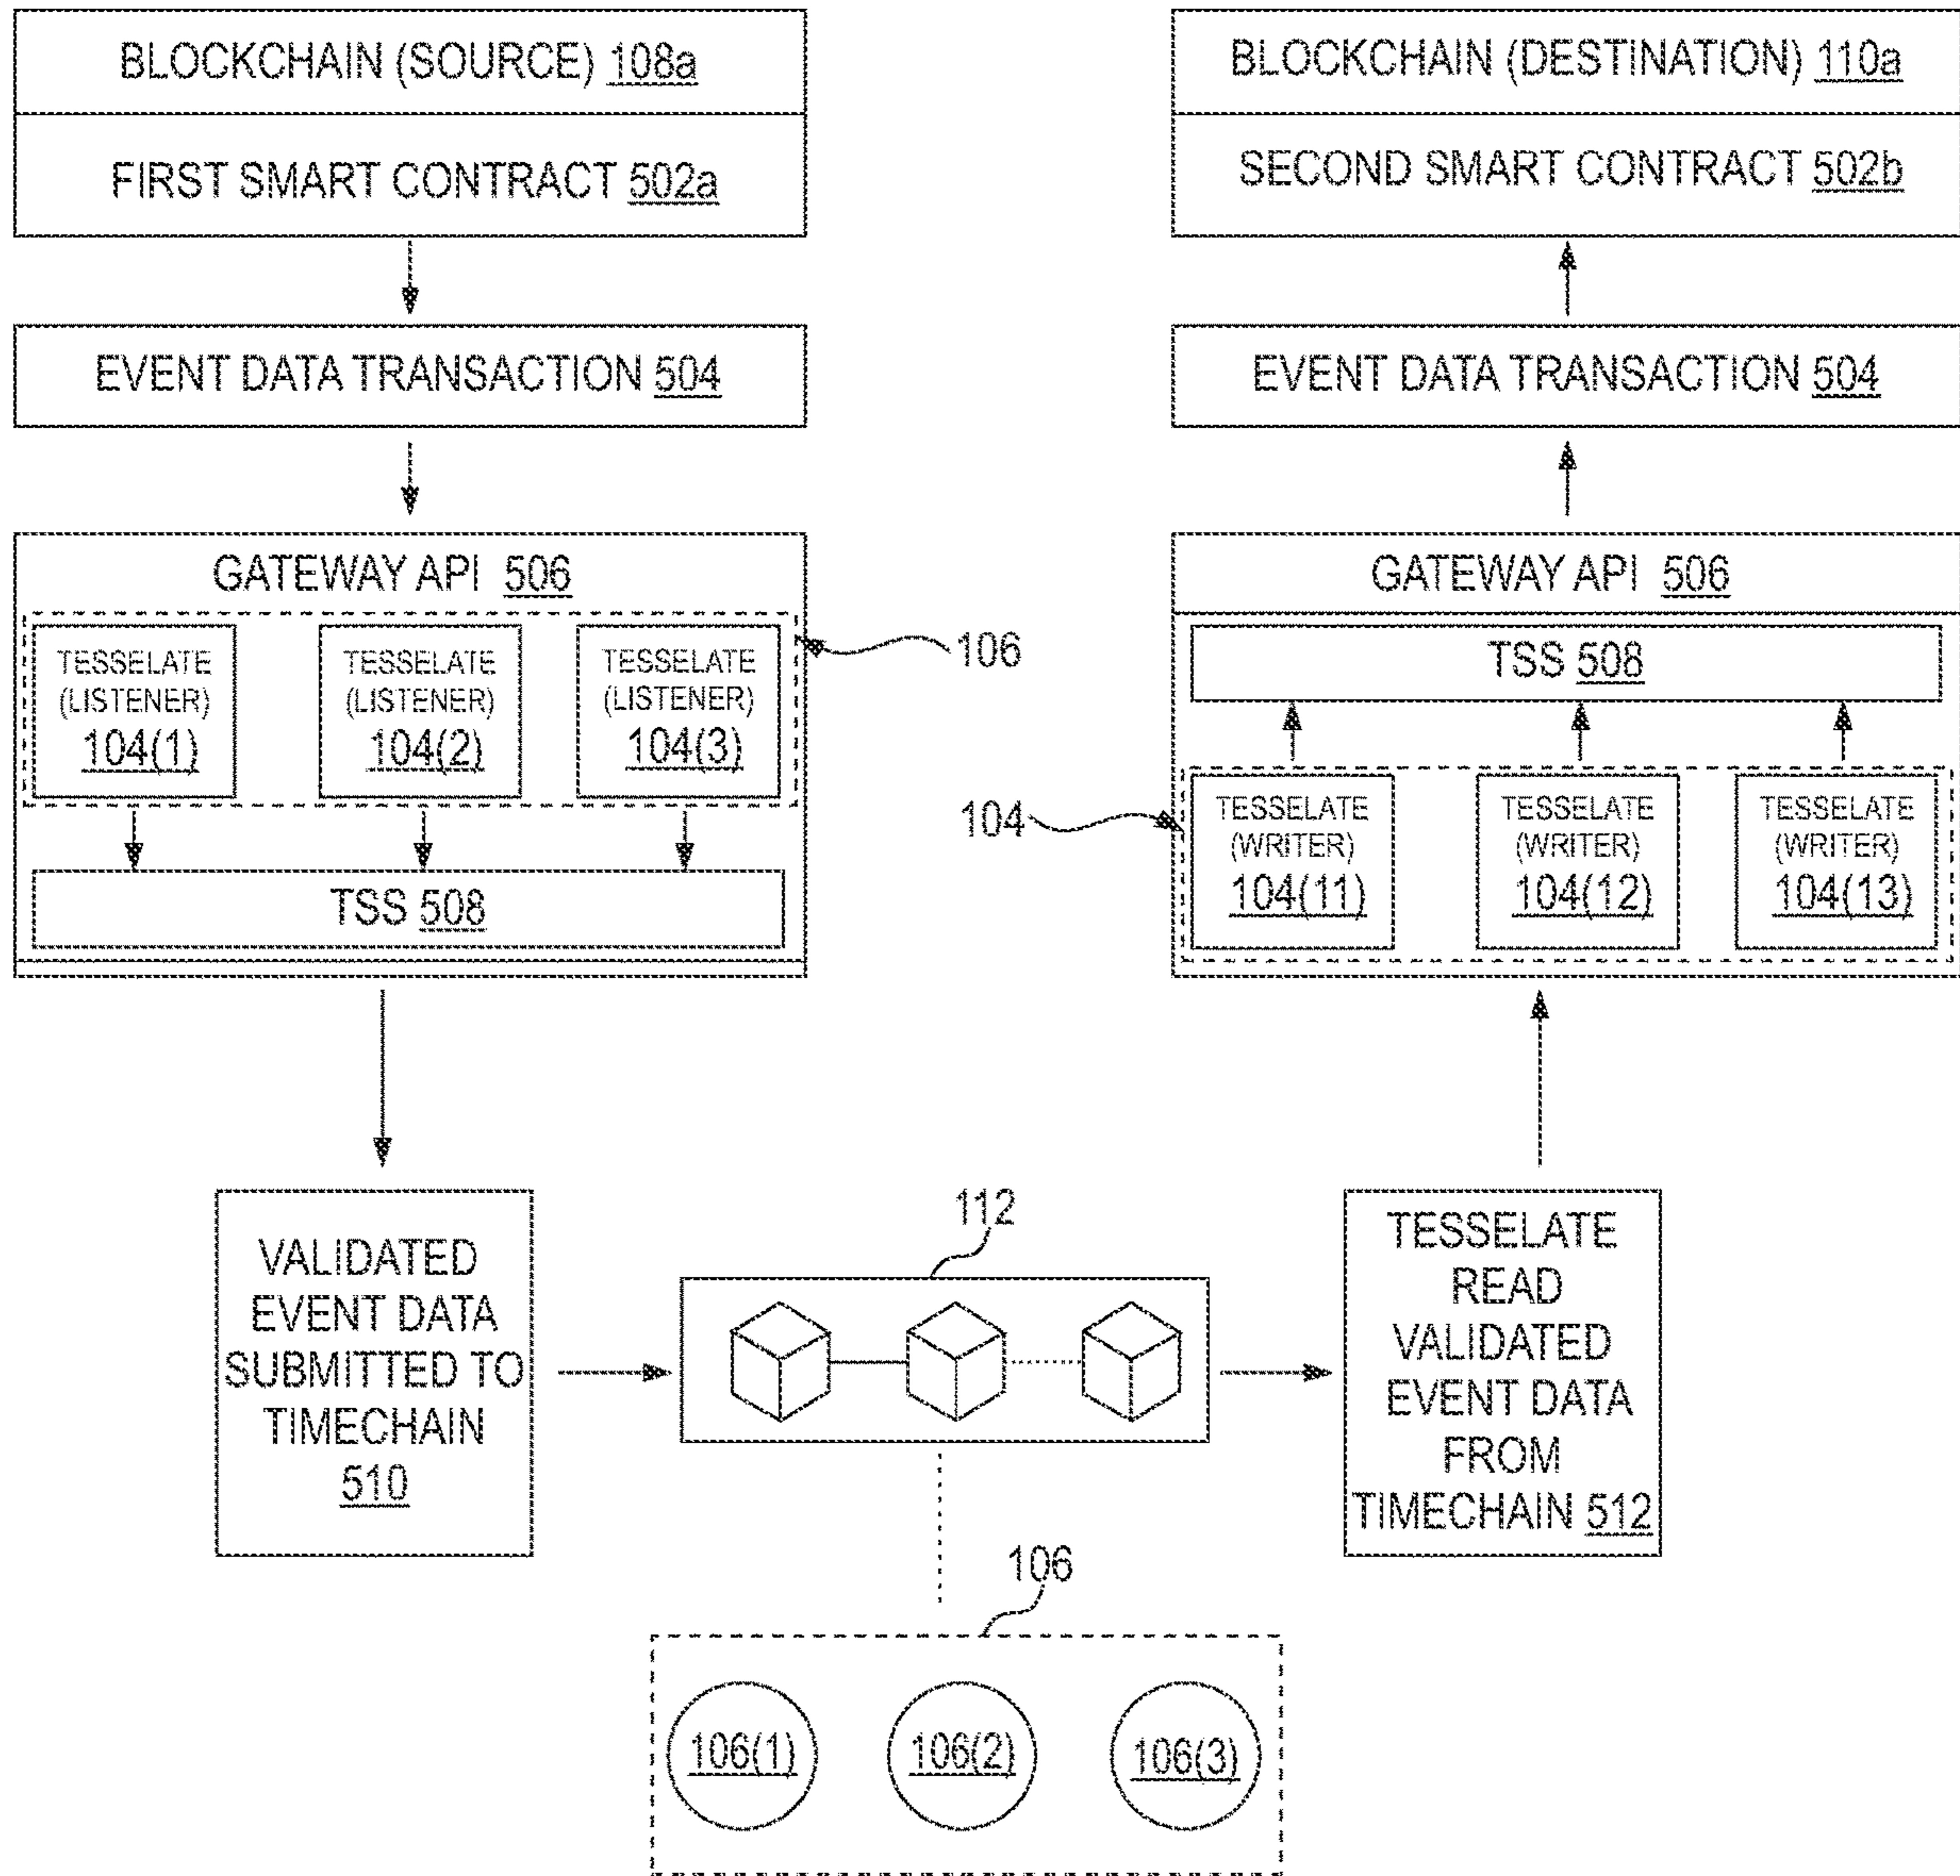 BLOCKCHAIN (SOURCE) 108a
FIRST SMART CONTRACT 502a
EVENT DATA TRANSACTION 504
GATEWAY API 506
TESSELATE
(LISTENER)
104(1)
TESSELATE
(LISTENER)
104(2)
TESSELATE
(LISTENER)
104(3)
106
TSS 508
BLOCKCHAIN (DESTINATION) 110a
SECOND SMART CONTRACT 502b
EVENT DATA TRANSACTION 504
GATEWAY API 506
TSS 508
104
TESSELATE
(WRITER)
104(11)
TESSELATE
(WRITER)
104(12)
TESSELATE
(WRITER)
104(13)
VALIDATED
EVENT DATA
SUBMITTED TO
TIMECHAIN
510
112
TESSELATE
READ
VALIDATED
EVENT DATA
FROM
TIMECHAIN 512
106
106(1)
106(2)
106(3)